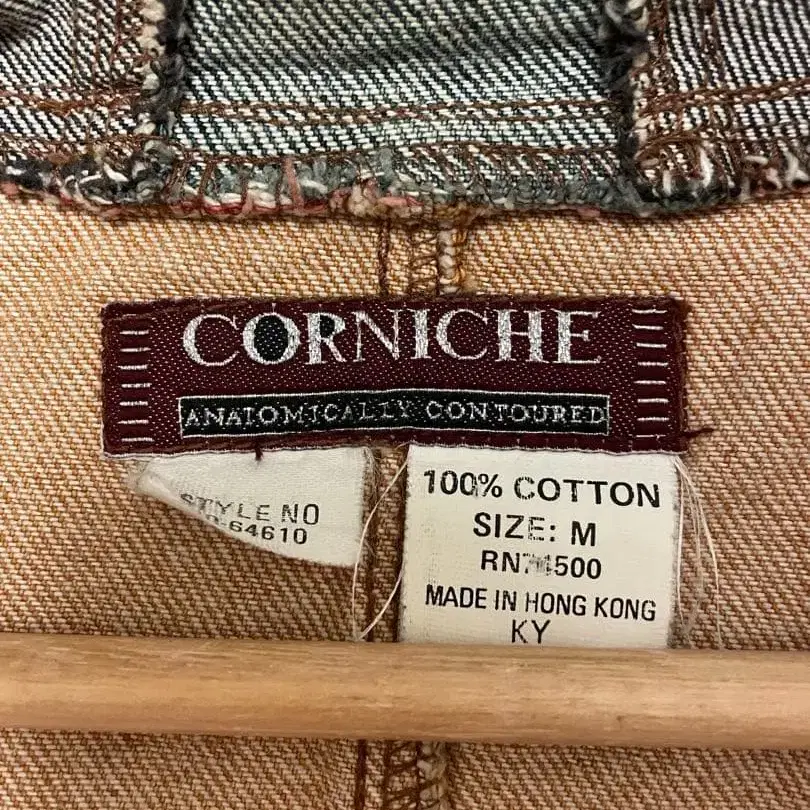 CORNICHE
ANATOMICALLY CONTOURED
STYLE NO
64610
100% COTTON
SIZE: M
MADE IN HONG KONG
KY